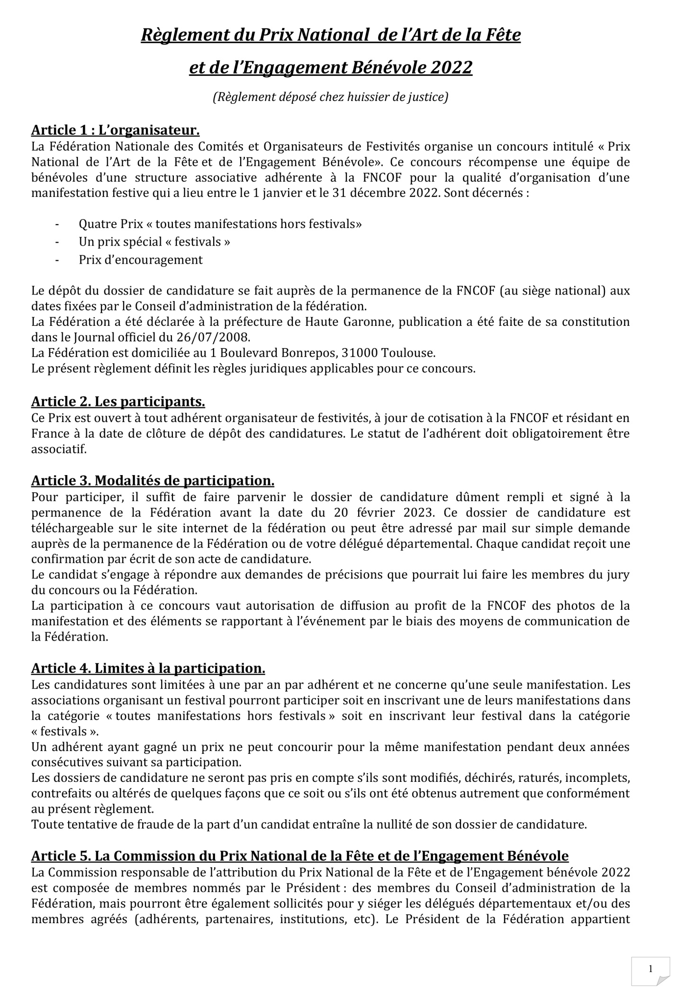 Règlement du Prix National  de l’Art de la Fête
et de l’Engagement Bénévole 2022
(Règlement déposé chez huissier de justice)
Article 1 : L’organisateur.
La Fédération Nationale des Comités et Organisateurs de Festivités organise un concours intitulé « Prix
National de l’Art de la Fête et de l’Engagement Bénévole». Ce concours récompense une équipe de
bénévoles d’une structure associative adhérente à la FNCOF pour la qualité d’organisation d’une
manifestation festive qui a lieu entre le 1 janvier et le 31 décembre 2022. Sont décernés :
- Quatre Prix « toutes manifestations hors festivals»
- Un prix spécial « festivals »
- Prix d’encouragement
Le dépôt du dossier de candidature se fait auprès de la permanence de la FNCOF (au siège national) aux
dates fixées par le Conseil d’administration de la fédération.
La Fédération a été déclarée à la préfecture de Haute Garonne, publication a été faite de sa constitution
dans le Journal officiel du 26/07/2008.
La Fédération est domiciliée au 1 Boulevard Bonrepos, 31000 Toulouse.
Le présent règlement définit les règles juridiques applicables pour ce concours.
Article 2. Les participants.
Ce Prix est ouvert à tout adhérent organisateur de festivités, à jour de cotisation à la FNCOF et résidant en
France à la date de clôture de dépôt des candidatures. Le statut de l’adhérent doit obligatoirement être
associatif.
Article 3. Modalités de participation.
Pour participer, il suffit de faire parvenir le dossier de candidature dûment rempli et signé à la
permanence de la Fédération avant la date du 20 février 2023. Ce dossier de candidature est
téléchargeable sur le site internet de la fédération ou peut être adressé par mail sur simple demande
auprès de la permanence de la Fédération ou de votre délégué départemental. Chaque candidat reçoit une
confirmation par écrit de son acte de candidature.
Le candidat s’engage à répondre aux demandes de précisions que pourrait lui faire les membres du jury
du concours ou la Fédération.
La participation à ce concours vaut autorisation de diffusion au profit de la FNCOF des photos de la
manifestation et des éléments se rapportant à l’événement par le biais des moyens de communication de
la Fédération.
Article 4. Limites à la participation.
Les candidatures sont limitées à une par an par adhérent et ne concerne qu’une seule manifestation. Les
associations organisant un festival pourront participer soit en inscrivant une de leurs manifestations dans
la catégorie « toutes manifestations hors festivals » soit en inscrivant leur festival dans la catégorie
« festivals ».
Un adhérent ayant gagné un prix ne peut concourir pour la même manifestation pendant deux années
consécutives suivant sa participation.
Les dossiers de candidature ne seront pas pris en compte s’ils sont modifiés, déchirés, raturés, incomplets,
contrefaits ou altérés de quelques façons que ce soit ou s’ils ont été obtenus autrement que conformément
au présent règlement.
Toute tentative de fraude de la part d’un candidat entraîne la nullité de son dossier de candidature.
Article 5. La Commission du Prix National de la Fête et de l’Engagement Bénévole
La Commission responsable de l’attribution du Prix National de la Fête et de l’Engagement bénévole 2022
est composée de membres nommés par le Président : des membres du Conseil d’administration de la
Fédération, mais pourront être également sollicités pour y siéger les délégués départementaux et/ou des
membres agréés (adhérents, partenaires, institutions, etc). Le Président de la Fédération appartient
1